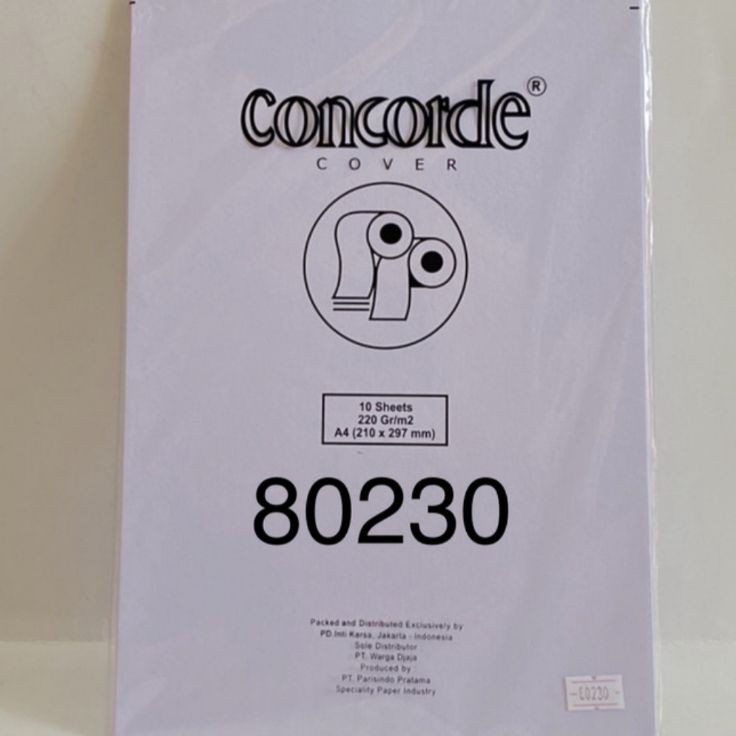 Concorde®
COVER
10 Sheets
220 Gr/m2
A4 (210 x 297 mm)
80230
Packed and Distributed Exclusively by
PD.Inti Karsa, Jakarta - Indonesia
Sole Distributor
PT. Warga Djaja
Produced by
PT. Parisindo Pratama
Speciality Paper Industry